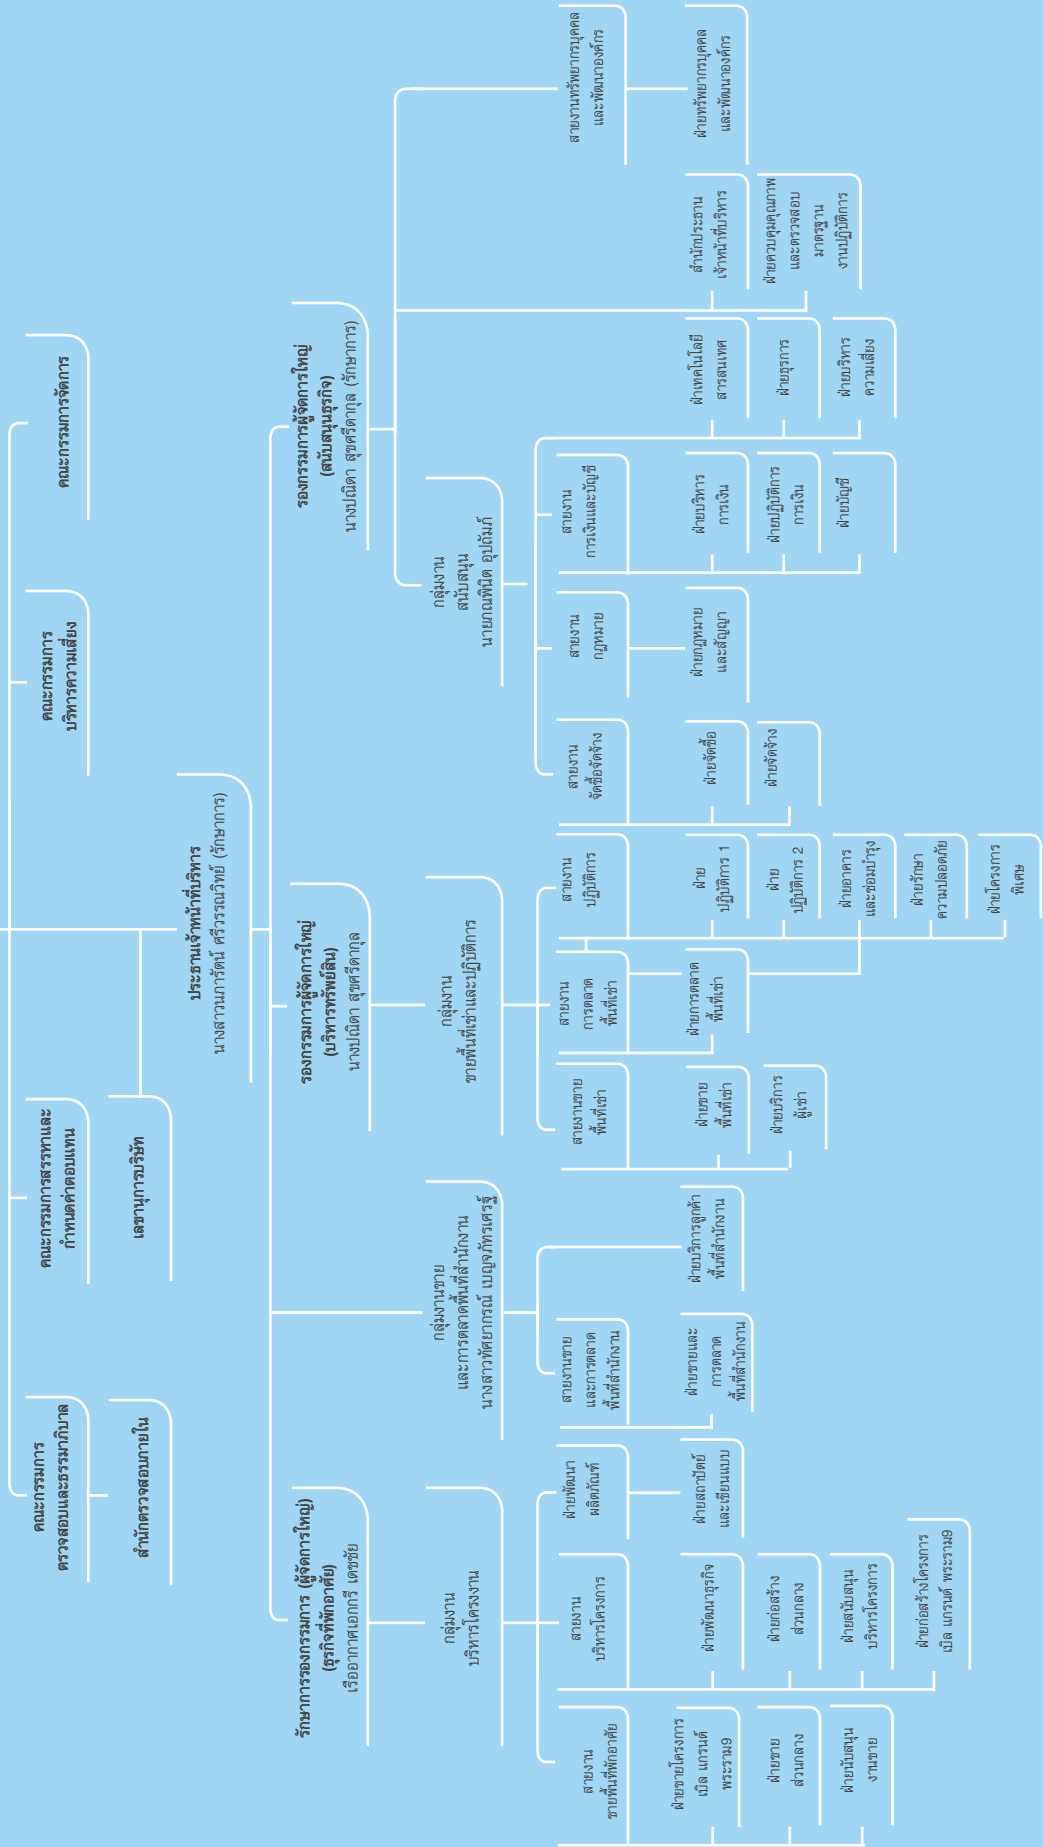 คณะกรรมการ
ตรวจสอบและธรรมาภิบาล
คณะกรรมการสรรหาและ
กำหนดค่าตอบแทน
คณะกรรมการ
บริหารความเสี่ยง
คณะกรรมการจัดการ
สำนักตรวจสอบภายใน
เลขานุการบริษัท
ประธานเจ้าหน้าที่บริหาร
นางสาวนภารัตน์ ศรีวรรณวิทย์ (รักษาการ)
รักษาการรองกรรมการ (ผู้จัดการใหญ่)
(ธุรกิจที่พักอาศัย)
เรืออากาศเอกกรี เดชชัย
รองกรรมการผู้จัดการใหญ่
(บริหารทรัพย์สิน)
นางปณิดา สุขศรีดากุล
รองกรรมการผู้จัดการใหญ่
(สนับสนุนธุรกิจ)
นางปณิดา สุขศรีดากุล (รักษาการ)
กลุ่มงาน
บริหารโครงงาน
กลุ่มงานขาย
และการตลาดพื้นที่สำนักงาน
นางสาวทัศยาภรณ์ เบญจภัทรเศรษฐ์
กลุ่มงาน
ขายพื้นที่เช่าและปฏิบัติการ
กลุ่มงาน
สนับสนุน
นายภณพินิต อุปถัมภ์
สายงาน
ขายพื้นที่พักอาศัย
สายงาน
บริหารโครงการ
ฝ่ายพัฒนา
ผลิตภัณฑ์
สายงานขาย
และการตลาด
พื้นที่สำนักงาน
สายงานขาย
พื้นที่เช่า
สายงาน
การตลาด
พื้นที่เช่า
สายงาน
ปฏิบัติการ
สายงาน
จัดซื้อจัดจ้าง
สายงาน
กฎหมาย
สายงาน
การเงินและบัญชี
สายงานทรัพยากรบุคคล
และพัฒนาองค์กร
ฝ่ายขายโครงการ
เบิล แกรนด์
พระราม9
ฝ่ายขาย
ส่วนกลาง
ฝ่ายนับสนุน
งานขาย
ฝ่ายพัฒนาธุรกิจ
ฝ่ายก่อสร้าง
ส่วนกลาง
ฝ่ายสนับสนุน
บริหารโครงการ
ฝ่ายก่อสร้างโครงการ
เบิล แกรนด์ พระราม9
ฝ่ายสถาปัตย์
และเขียนแบบ
ฝ่ายขายและ
การตลาด
พื้นที่สำนักงาน
ฝ่ายบริการลูกค้า
พื้นที่สำนักงาน
ฝ่ายขาย
พื้นที่เช่า
ฝ่ายบริการ
ผู้เช่า
ฝ่ายการตลาด
พื้นที่เช่า
ฝ่าย
ปฏิบัติการ 1
ฝ่าย
ปฏิบัติการ 2
ฝ่ายอาคาร
และซ่อมบำรุง
ฝ่ายรักษา
ความปลอดภัย
ฝ่ายโครงการ
พิเศษ
ฝ่ายจัดซื้อ
ฝ่ายจัดจ้าง
ฝ่ายกฎหมาย
และสัญญา
ฝ่ายบริหาร
การเงิน
ฝ่ายปฏิบัติการ
การเงิน
ฝ่ายบัญชี
ฝ่าเทคโนโลยี
สารสนเทศ
ฝ่ายธุรการ
ฝ่ายบริหาร
ความเสี่ยง
สำนักประธาน
เจ้าหน้าที่บริหาร
ฝ่ายควบคุมคุณภาพ
และตรวจสอบ
มาตรฐาน
งานปฏิบัติการ
ฝ่ายทรัพยากรบุคคล
และพัฒนาองค์กร